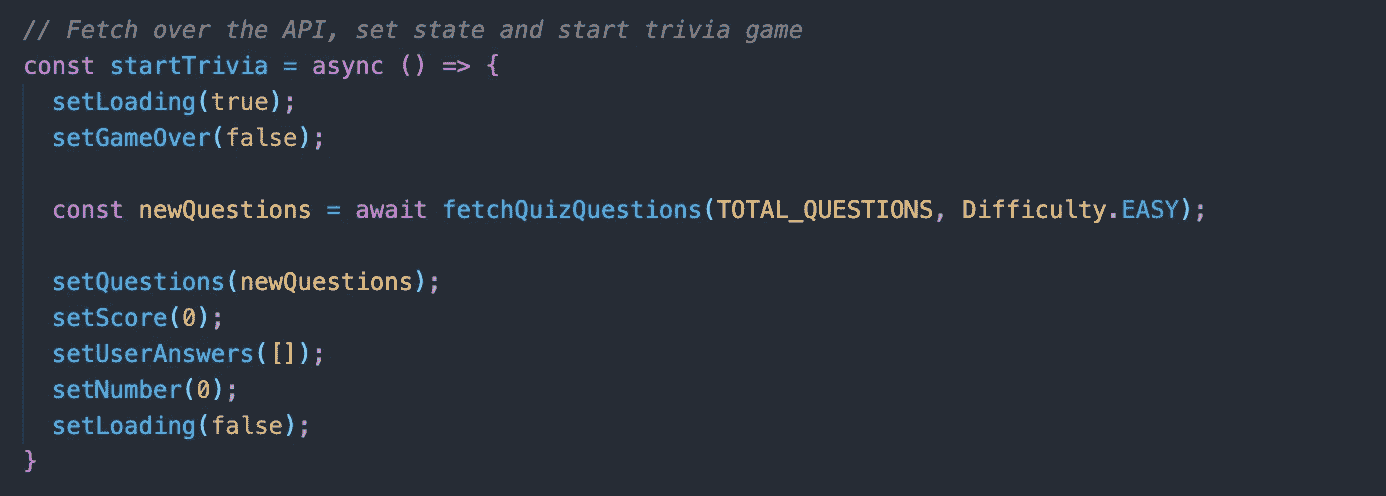 // Fetch over the API, set state and start trivia game
const startTrivia = async () => {
  setLoading(true);
  setGameOver(false);

  const newQuestions = await fetchQuizQuestions(TOTAL_QUESTIONS, Difficulty.EASY);

  setQuestions(newQuestions);
  setScore(0);
  setUserAnswers([]);
  setNumber(0);
  setLoading(false);
}